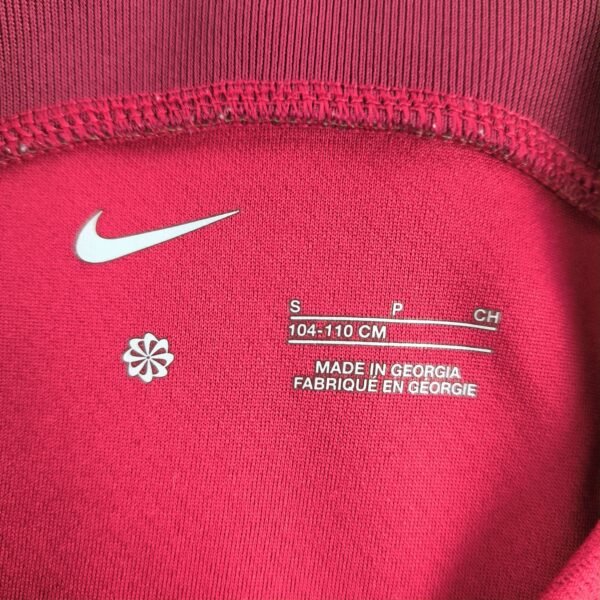 S P CH
104-110 CM
MADE IN GEORGIA
FABRIQUÉ EN GÉORGIE